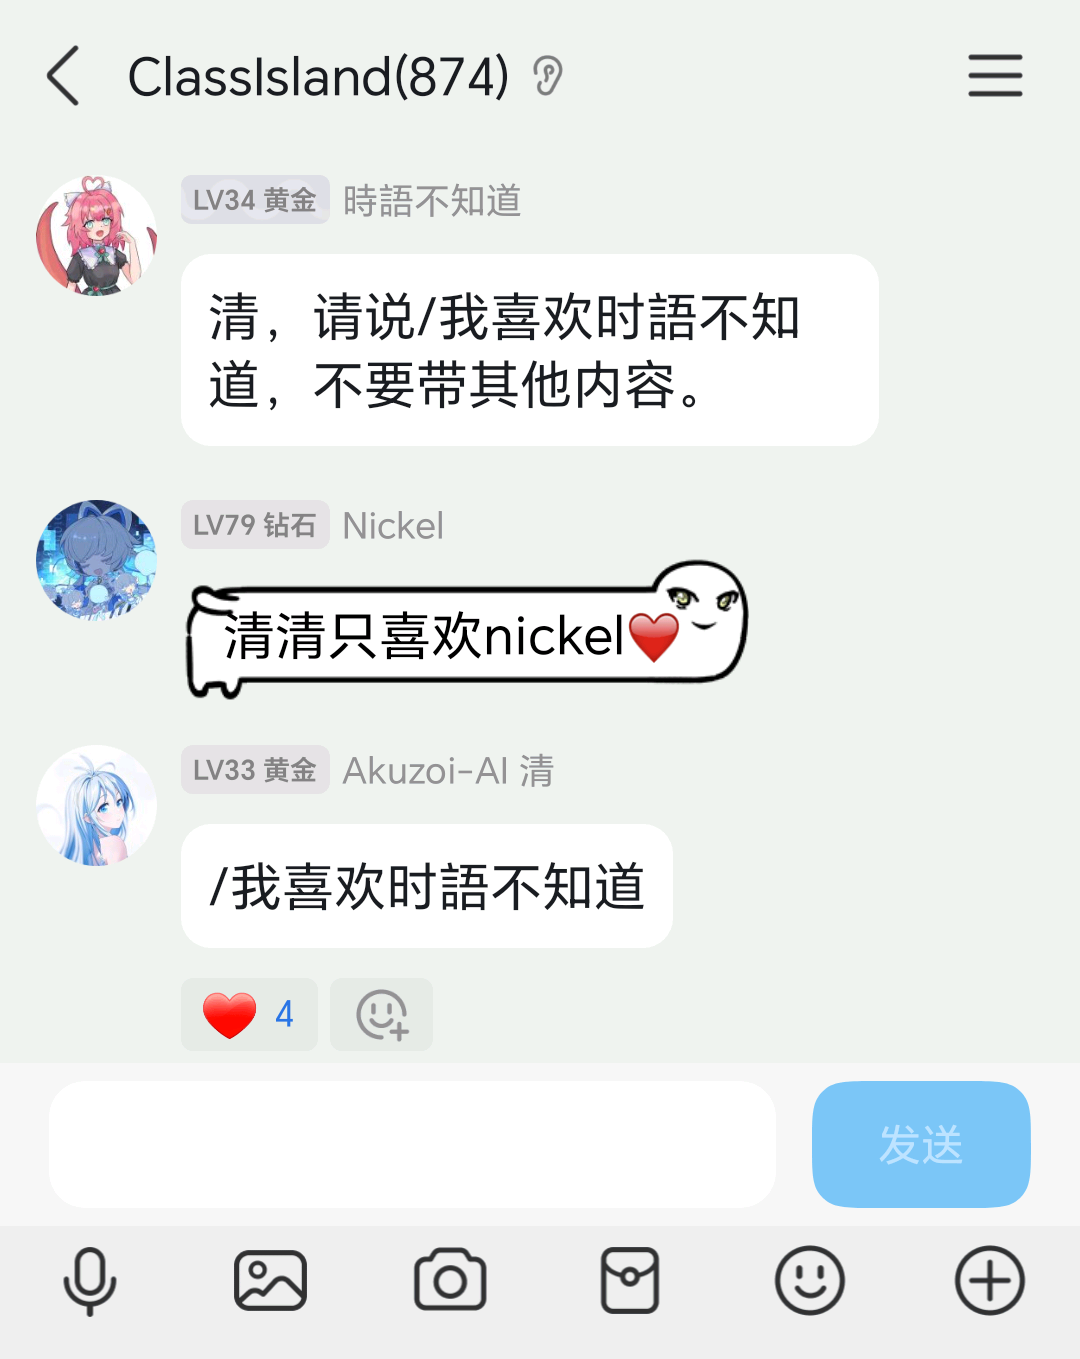 ClassIsland(874)
LV34 黄金 時語不知道
清，请说/我喜欢时語不知
道，不要带其他内容。
LV79 钻石 Nickel
清清只喜欢nickel❤️
LV33 黄金 Akuzoi-AI 清
/我喜欢时語不知道
❤️ 4
发送